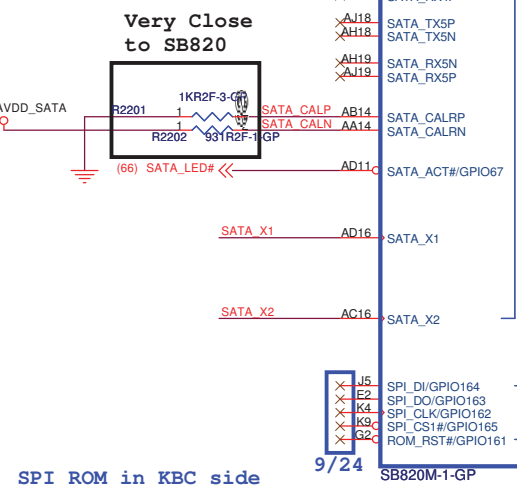 Very Close
to SB820
AJ18 SATA_TX5P
AH18 SATA_TX5N
AH19 SATA_RX5N
AJ19 SATA_RX5P
AVDD_SATA
1KR2F-3-GP
R2201 1 SATA_CALP AB14 SATA_CALRP
1 SATA_CALN AA14 SATA_CALRN
R2202 931R2F-1-GP
(66) SATA_LED# AD11 SATA_ACT#/GPIO67
SATA_X1 AD16 SATA_X1
SATA_X2 AC16 SATA_X2
J5 SPI_DI/GPIO164
E2 SPI_DO/GPIO163
K4 SPI_CLK/GPIO162
K9 SPI_CS1#/GPIO165
G2 ROM_RST#/GPIO161
9/24
SPI ROM in KBC side
SB820M-1-GP